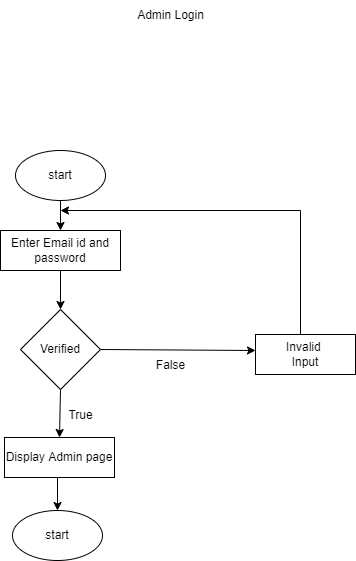 Admin Login
start
Enter Email id and
password
Verified
False
Invalid
Input
True
Display Admin page
start